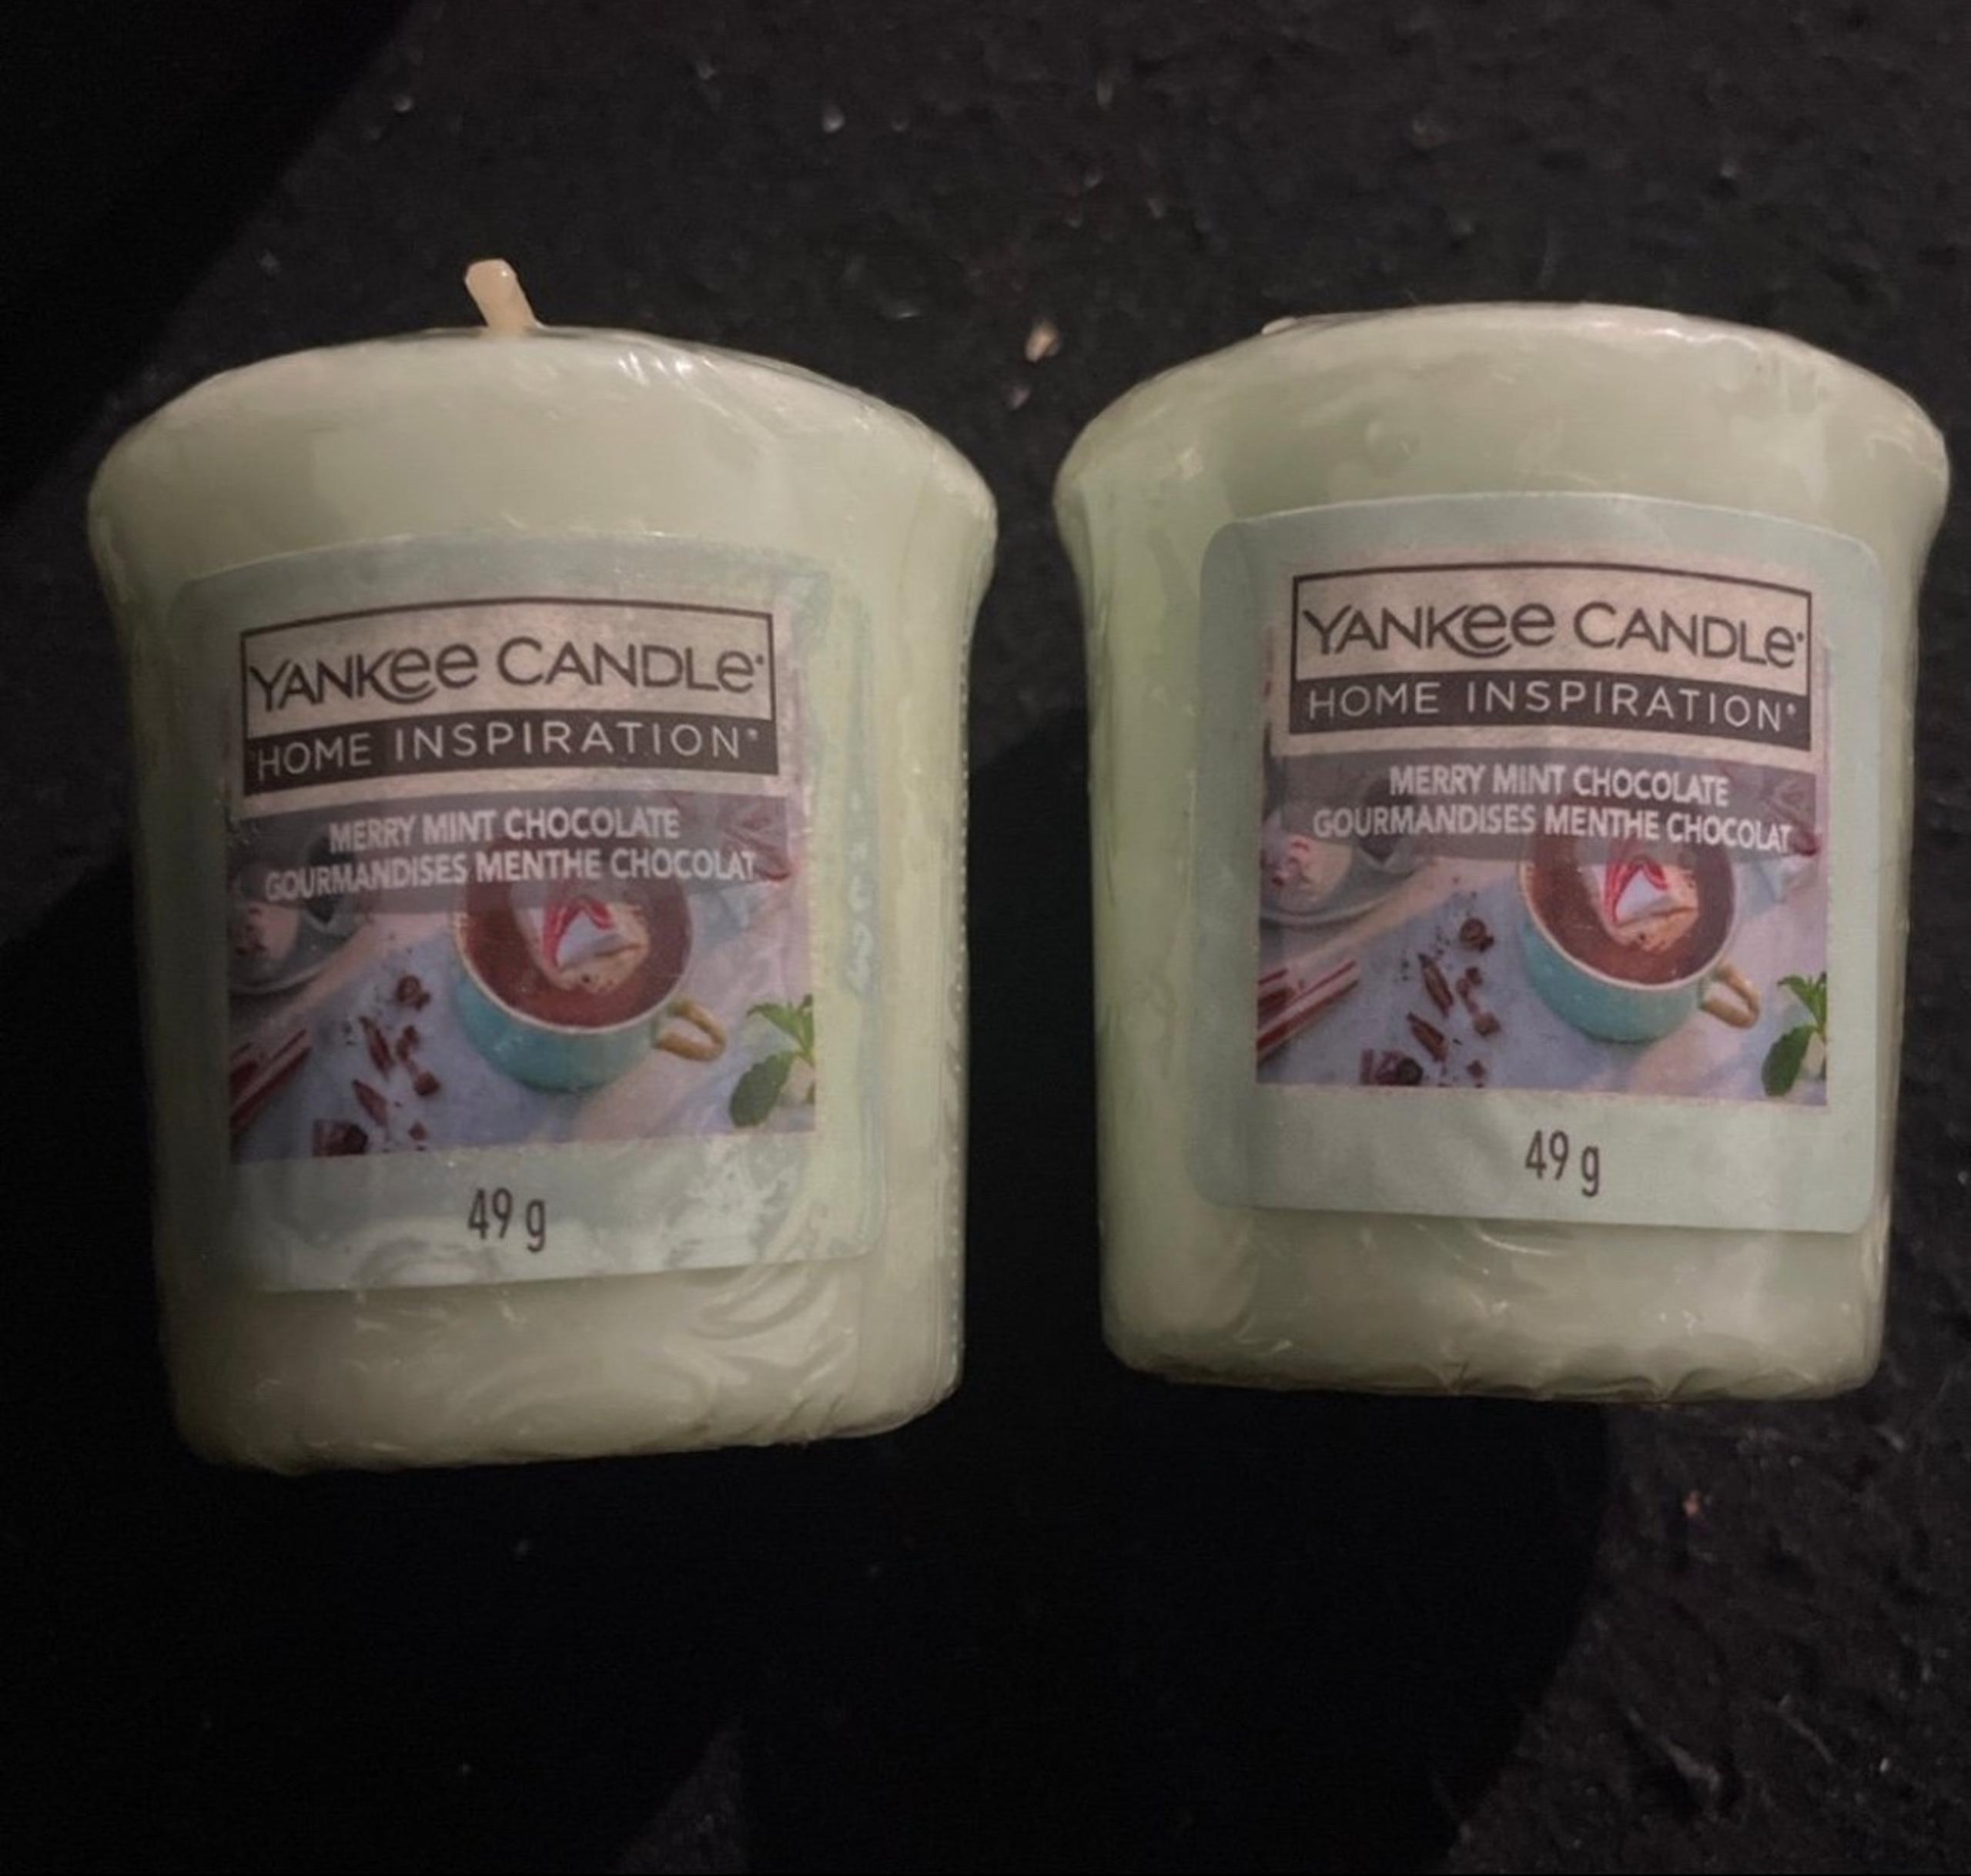 YANKee CANDLe®
HOME INSPIRATION®
MERRY MINT CHOCOLATE
GOURMANDISES MENTHE CHOCOLAT
49 g
YANKee CANDLe®
HOME INSPIRATION®
MERRY MINT CHOCOLATE
GOURMANDISES MENTHE CHOCOLAT
49 g